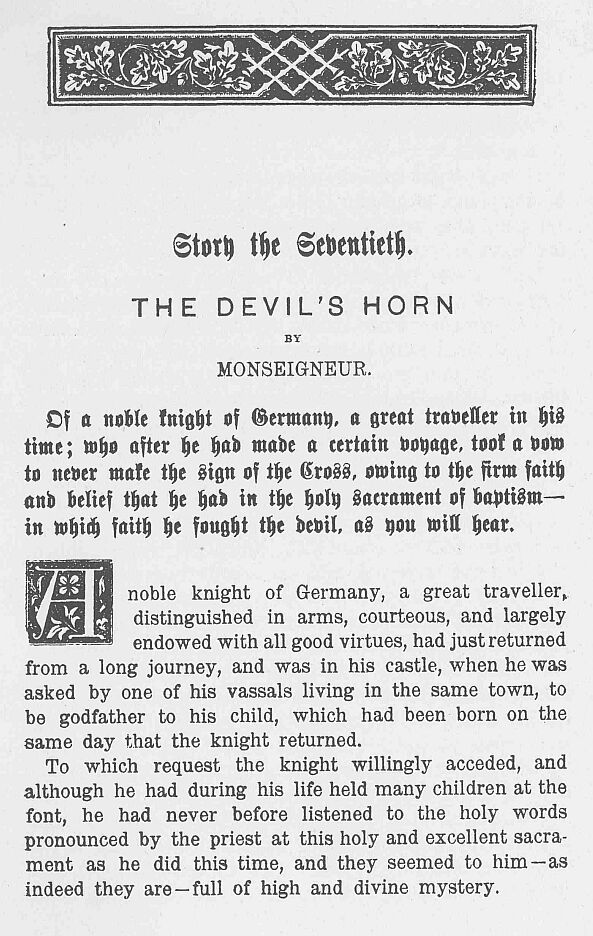 Story the Seventieth.
THE DEVIL'S HORN
BY
MONSEIGNEUR.
Of a noble knight of Germany, a great traveller in his
time; who after he had made a certain voyage, took a vow
to never make the sign of the Cross, owing to the firm faith
and belief that he had in the holy sacrament of baptism—
in which faith he fought the devil, as you will hear.
A noble knight of Germany, a great traveller,
distinguished in arms, courteous, and largely
endowed with all good virtues, had just returned
from a long journey, and was in his castle, when he was
asked by one of his vassals living in the same town, to
be godfather to his child, which had been born on the
same day that the knight returned.
To which request the knight willingly acceded, and
although he had during his life held many children at the
font, he had never before listened to the holy words
pronounced by the priest at this holy and excellent sacra-
ment as he did this time, and they seemed to him—as
indeed they are—full of high and divine mystery.